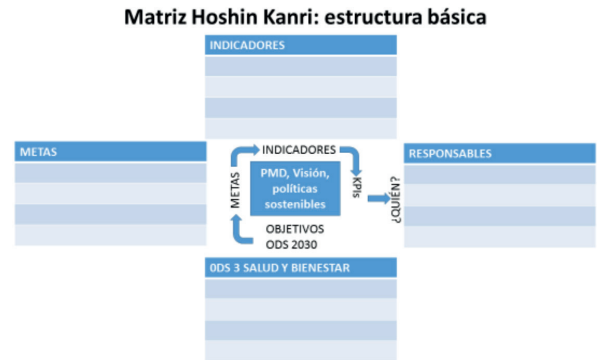 Matriz Hoshin Kanri: estructura básica
INDICADORES
METAS
INDICADORES
RESPONSABLES
METAS
PMD, Visión,
políticas
sostenibles
KPIs
¿QUIÉN?
OBJETIVOS
ODS 2030
0DS 3 SALUD Y BIENESTAR